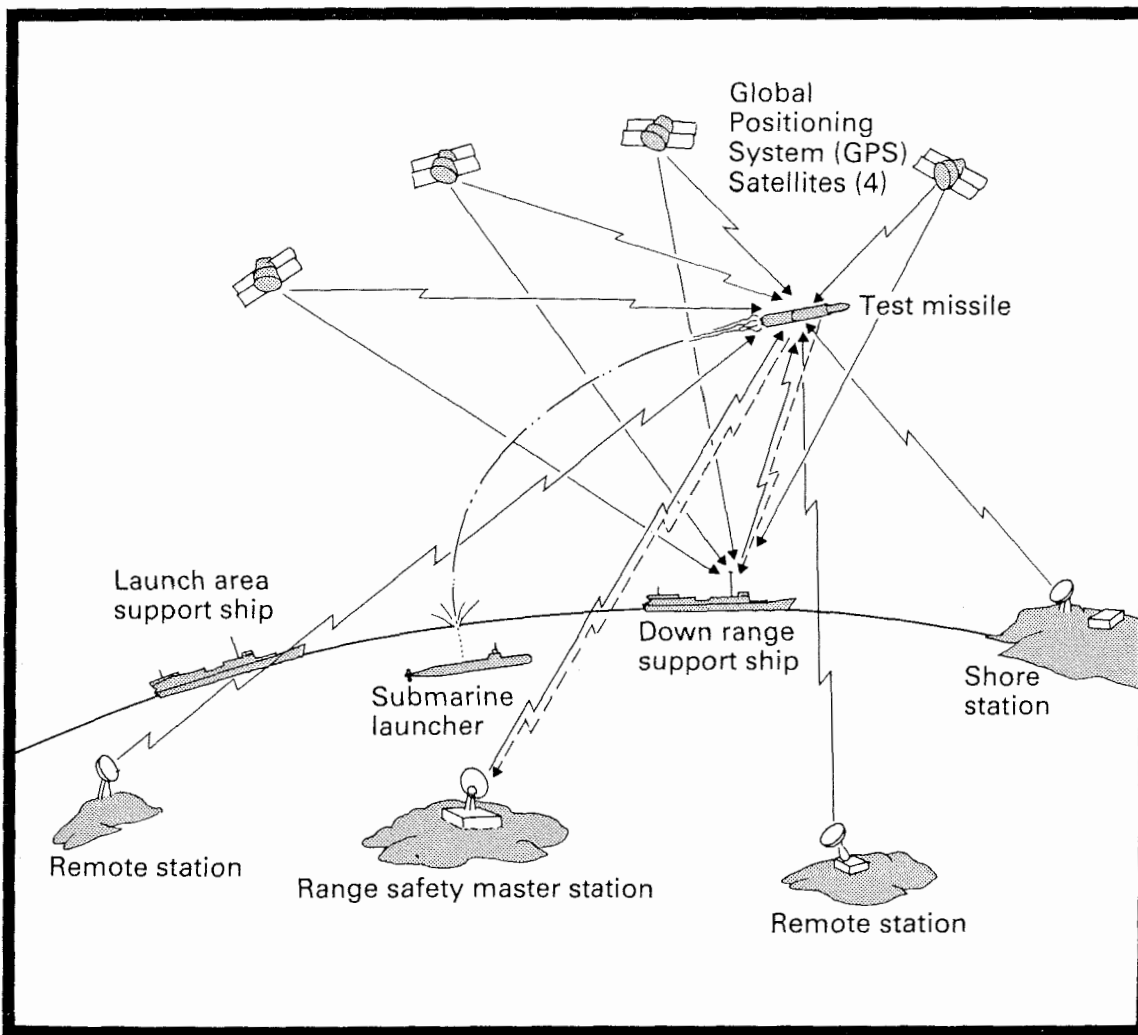 Global
Positioning
System (GPS)
Satellites (4)
Test missile
Launch area
support ship
Submarine
launcher
Down range
support ship
Shore
station
Remote station
Range safety master station
Remote station